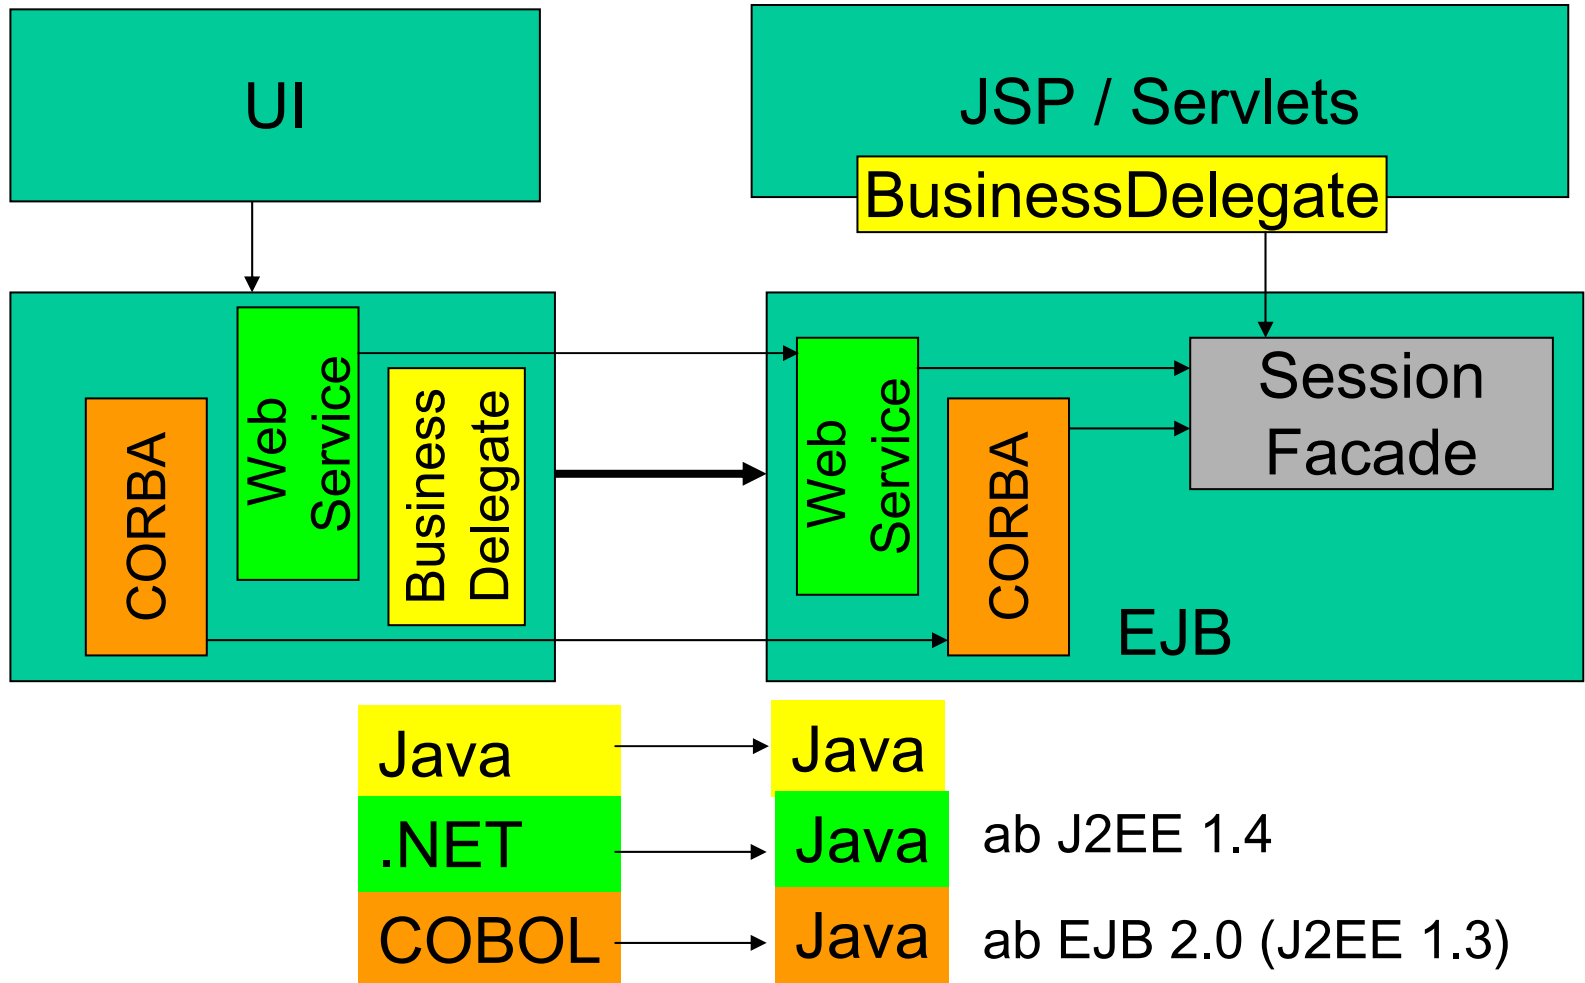 UI
JSP / Servlets
BusinessDelegate
CORBA
Web
Service
Business
Delegate
Web
Service
CORBA
Session
Facade
EJB
Java
Java
.NET
Java
ab J2EE 1.4
COBOL
Java
ab EJB 2.0 (J2EE 1.3)